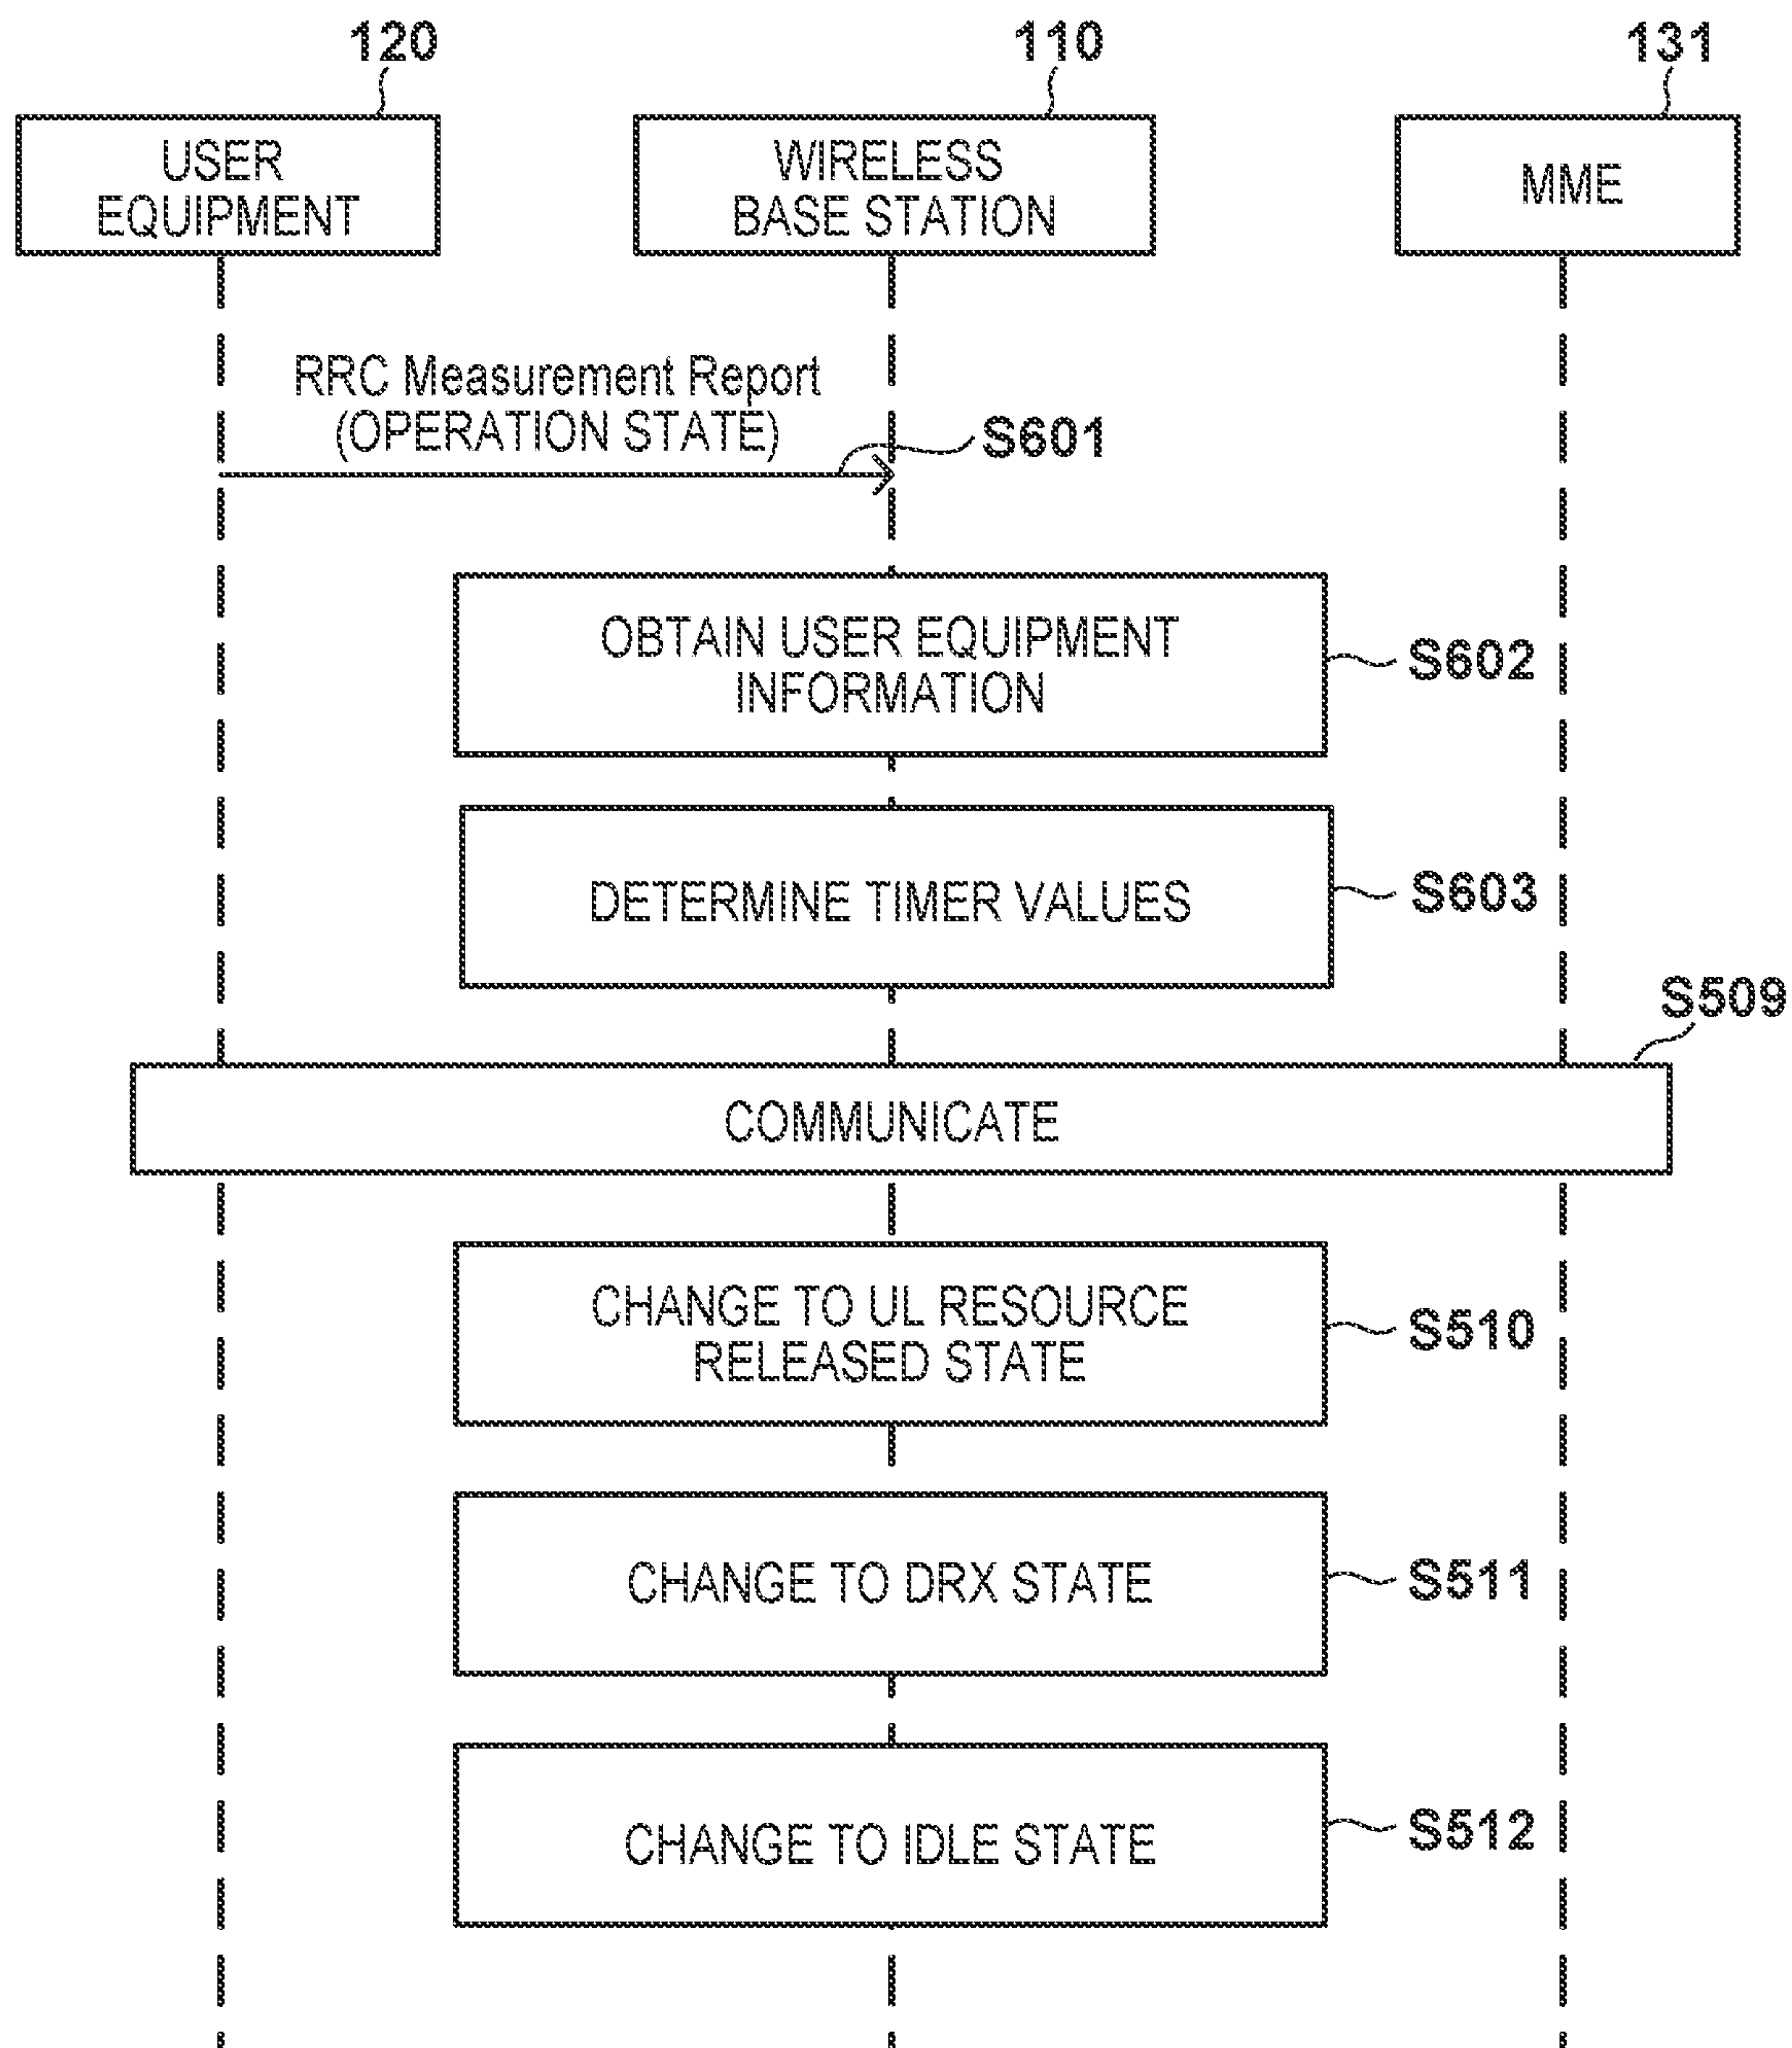 120
110
131
USER
EQUIPMENT
WIRELESS
BASE STATION
MME
RRC Measurement Report
(OPERATION STATE)
S601
OBTAIN USER EQUIPMENT
INFORMATION
S602
DETERMINE TIMER VALUES
S603
S509
COMMUNICATE
CHANGE TO UL RESOURCE
RELEASED STATE
S510
CHANGE TO DRX STATE
S511
CHANGE TO IDLE STATE
S512